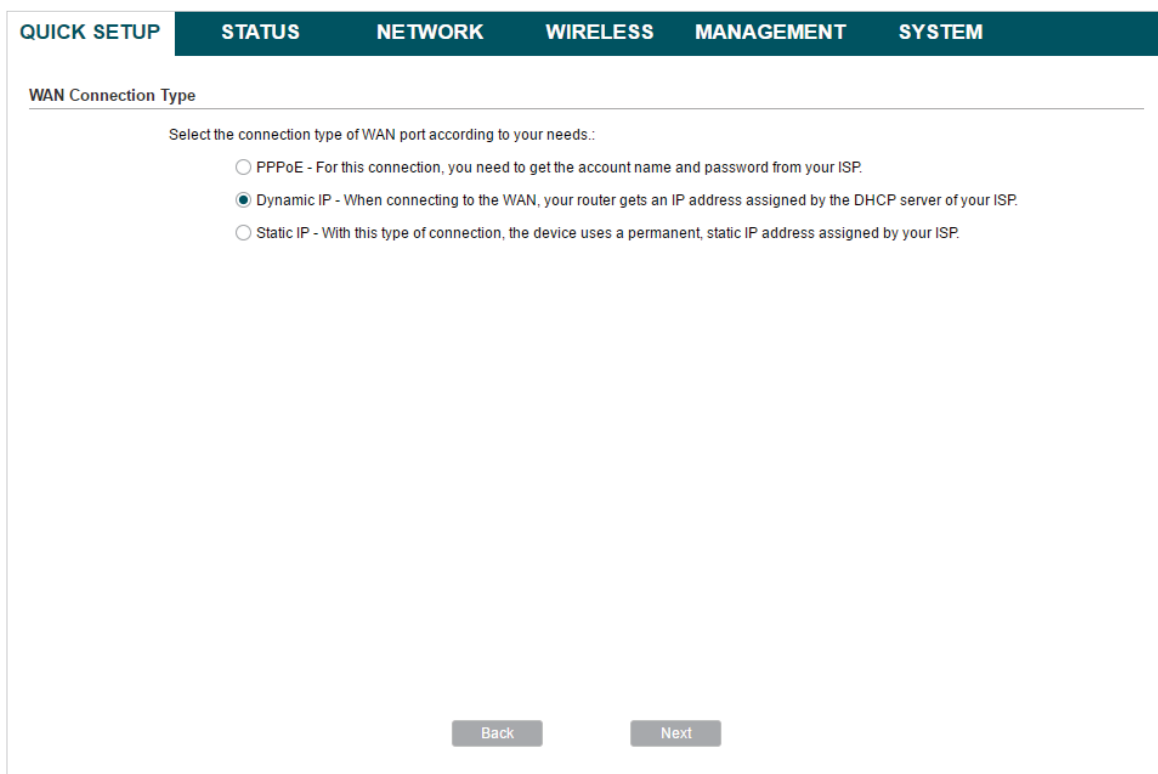 QUICK SETUP STATUS NETWORK WIRELESS MANAGEMENT SYSTEM
WAN Connection Type
Select the connection type of WAN port according to your needs.:
PPPoE - For this connection, you need to get the account name and password from your ISP.
Dynamic IP - When connecting to the WAN, your router gets an IP address assigned by the DHCP server of your ISP.
Static IP - With this type of connection, the device uses a permanent, static IP address assigned by your ISP.
Back Next